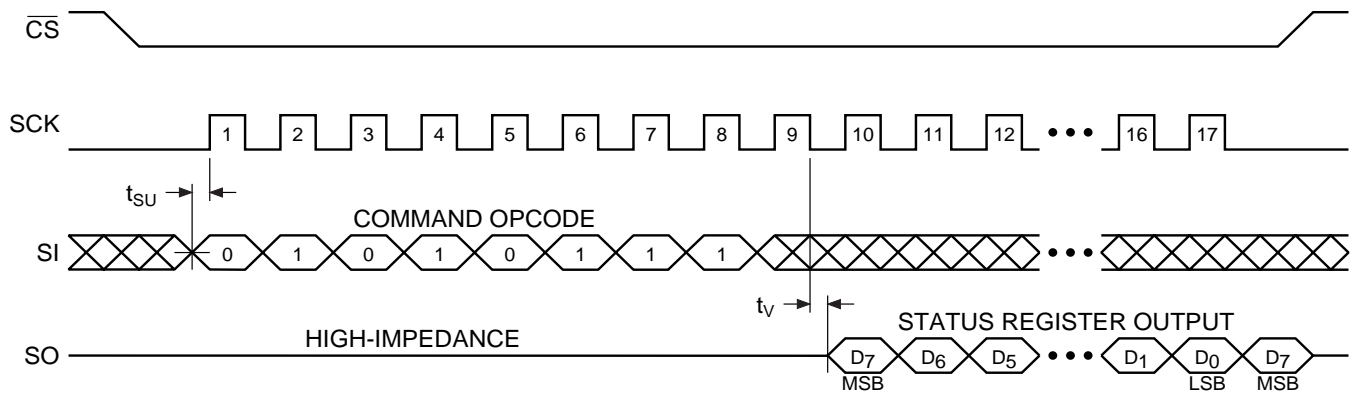 CS
SCK
1 2 3 4 5 6 7 8 9 10 11 12 ••• 16 17
tSU
COMMAND OPCODE
SI
0 1 0 1 0 1 1 1 •••
tV
HIGH-IMPEDANCE
STATUS REGISTER OUTPUT
SO
D7 D6 D5 ••• D1 D0 D7
MSB LSB MSB